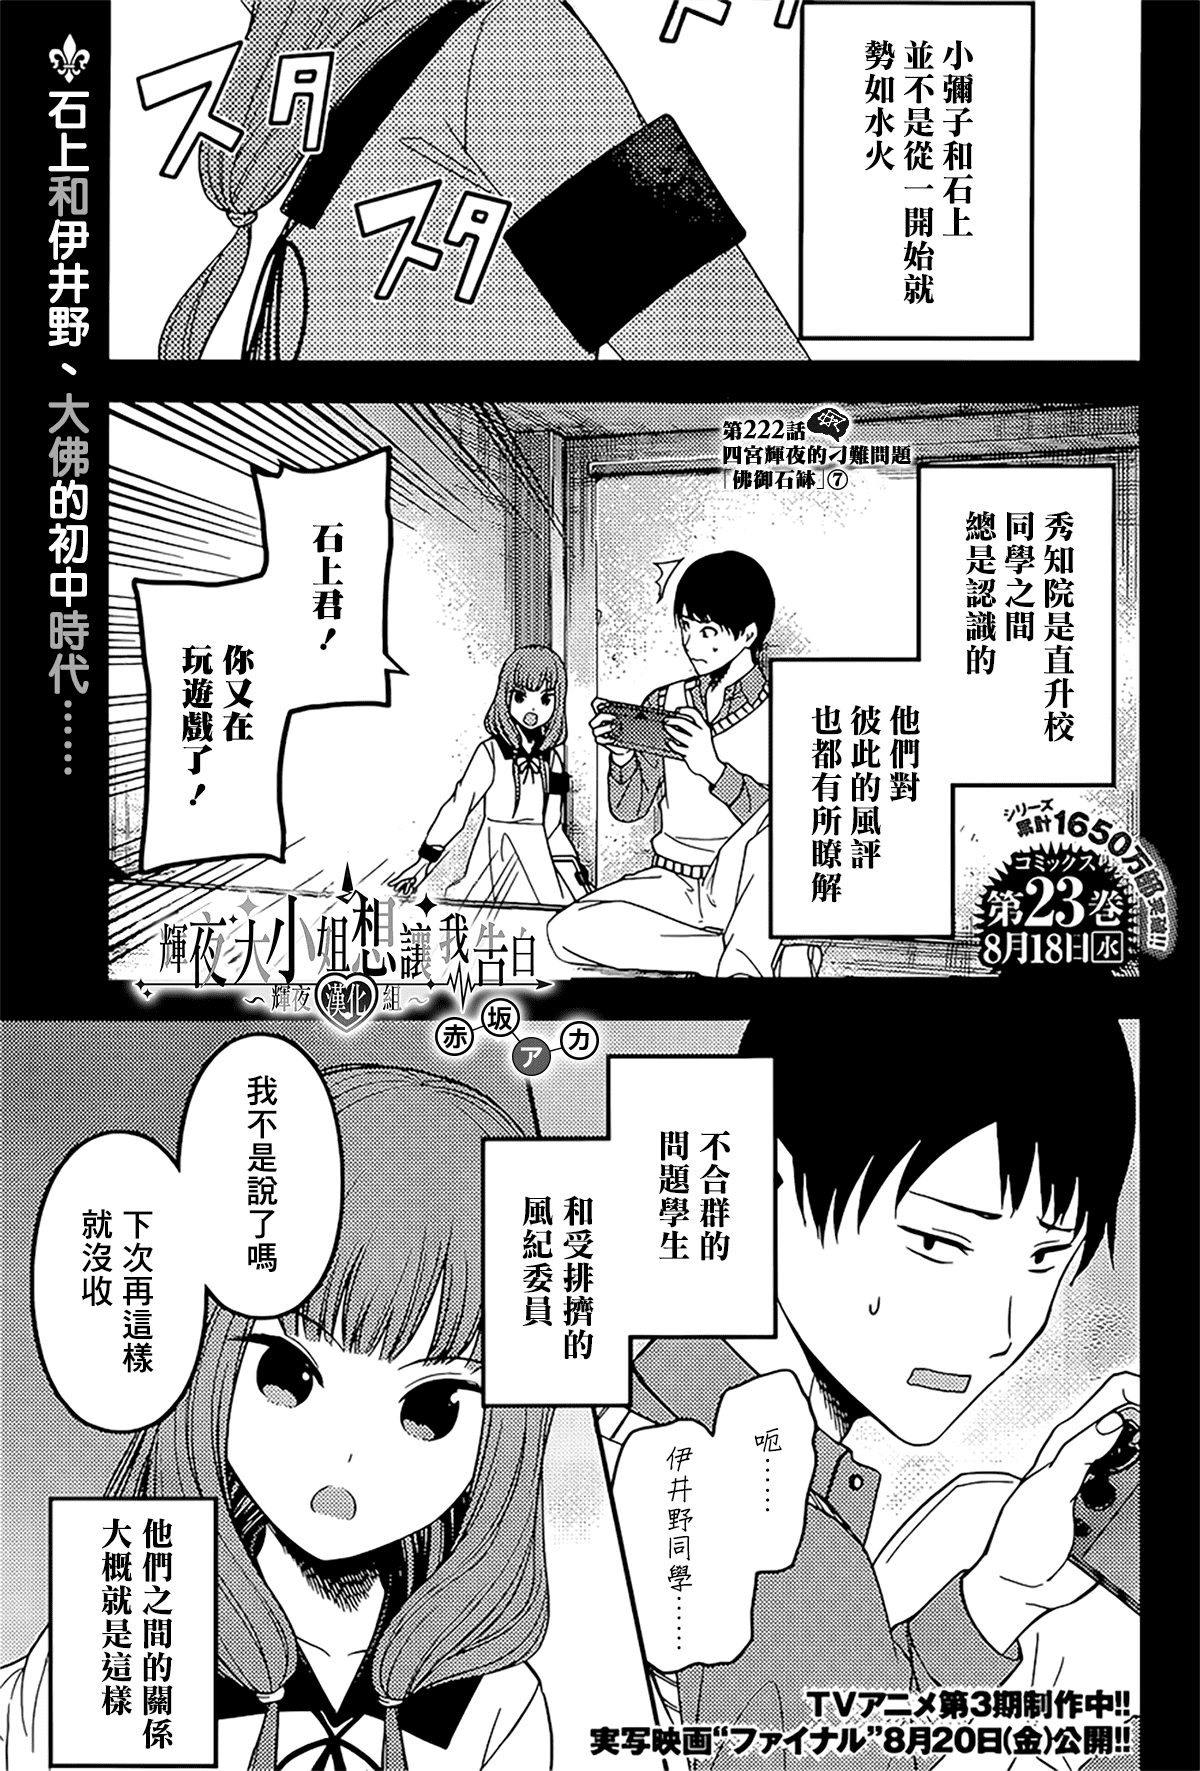 小彌子和石上
並不是從一開始就
勢如水火
スタ
スタ
スタ
石上和伊井野、大佛的初中時代……
第222話
四宮輝夜的刁難問題
「佛御石缽」⑦
秀知院是直升校
同學之間
總是認識的
他們對
彼此的風評
也都有所瞭解
石上君！
你又在
玩遊戲了！
シリーズ
累計1650万部突破!!!
コミックス
第23巻
8月18日水
輝夜大小姐想讓我告白
～輝夜漢化組～
赤坂アカ
不合群的
問題學生
和受排擠的
風紀委員
我不是說了嗎
下次再這樣
就沒收
呃……
伊井野同學……
他們之間的關係
大概就是這樣
TVアニメ第3期制作中!!
実写映画“ファイナル”8月20日(金)公開!!